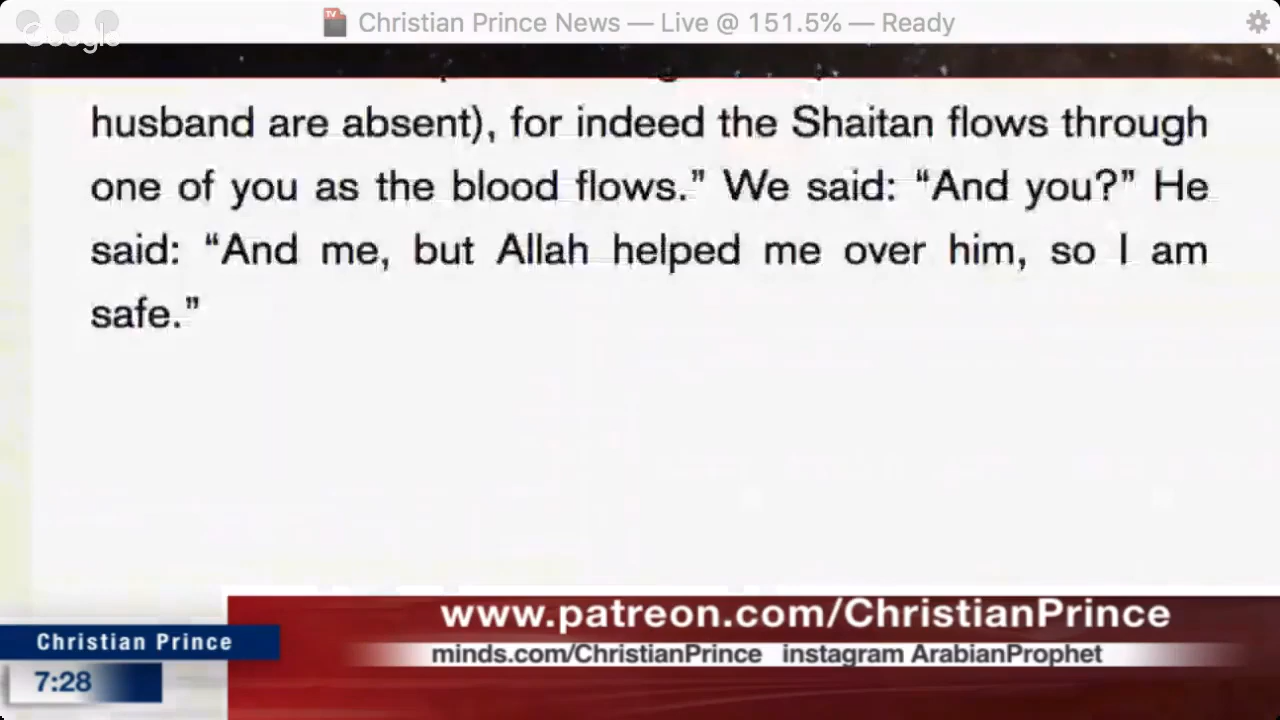 Christian Prince News — Live @ 151.5% — Ready
Google
husband are absent), for indeed the Shaitan flows through
one of you as the blood flows.” We said: “And you?” He
said: “And me, but Allah helped me over him, so I am
safe.”
www.patreon.com/ChristianPrince
Christian Prince
minds.com/ChristianPrince instagram ArabianProphet
7:28